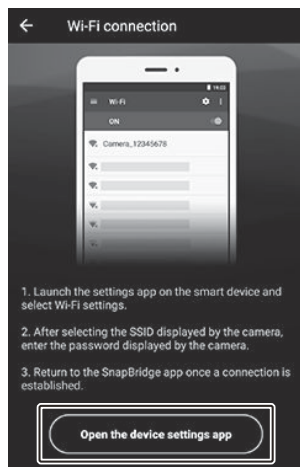 Wi-Fi connection
19:23
Wi-Fi
ON
Camera_12345678
1. Launch the settings app on the smart device and
select Wi-Fi settings.
2. After selecting the SSID displayed by the camera,
enter the password displayed by the camera.
3. Return to the SnapBridge app once a connection is
established.
Open the device settings app